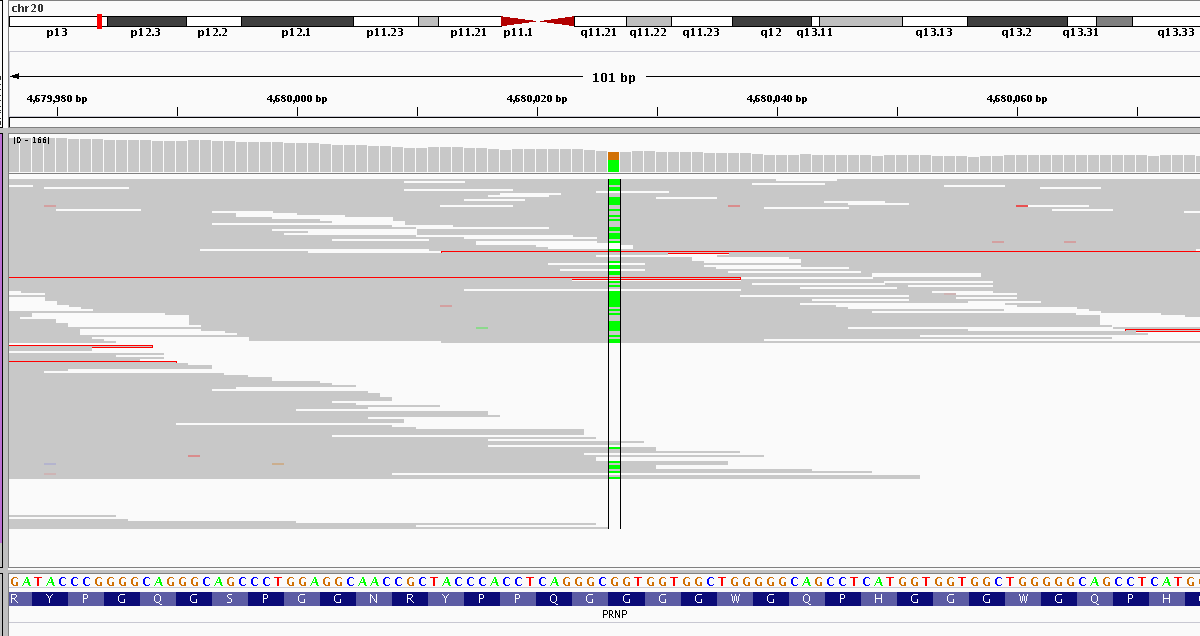 chr20
p13 p12.3 p12.2 p12.1 p11.23 p11.21 p11.1 q11.21 q11.22 q11.23 q12 q13.11 q13.13 q13.2 q13.31 q13.33
101 bp
4,679,980 bp 4,680,000 bp 4,680,020 bp 4,680,040 bp 4,680,060 bp
[0 - 166]
GATACCCGGGGCAGGGCAGCCCTGGAGGCAACCGCTACCCACCTCAGGGCGGTGGTGGCTGGGGGCAGCCTCATGGTGGTGGCTGGGGGCAGCCTCATG
R Y P G Q G S P G G N R Y P P Q G G G G W G Q P H G G G W G Q P H
PRNP